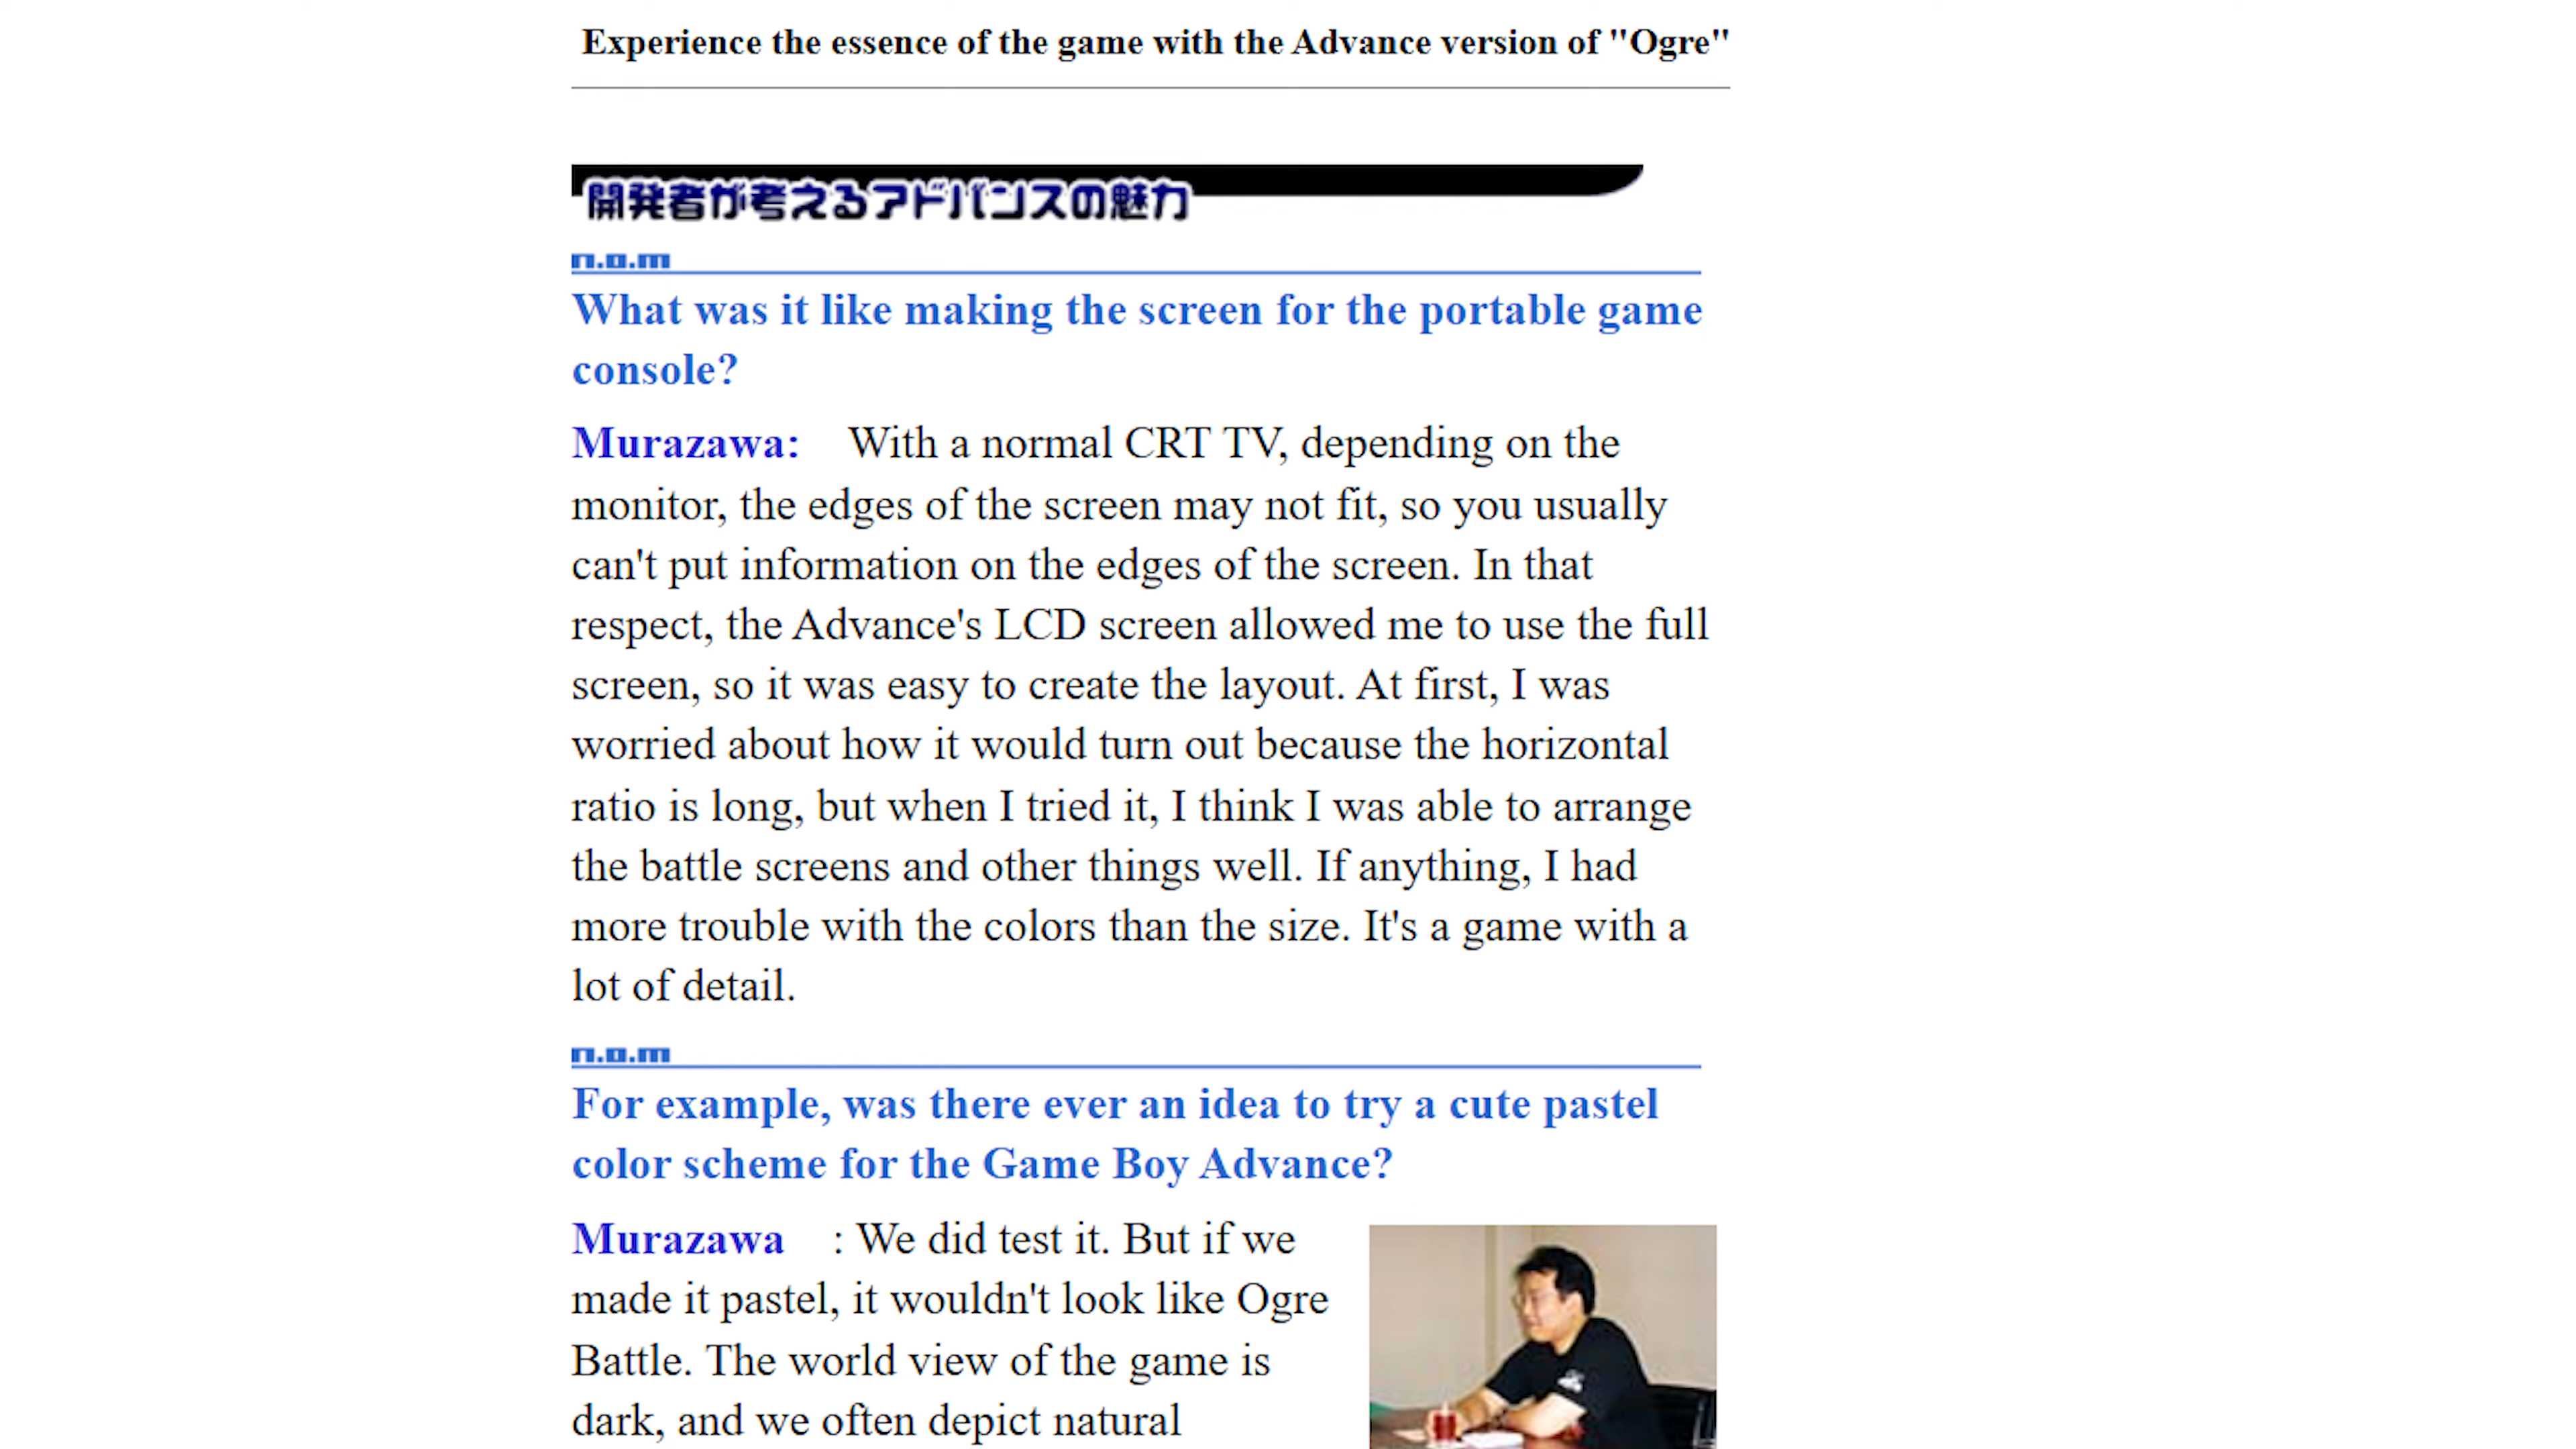 Experience the essence of the game with the Advance version of "Ogre"
開発者が考えるアドバンスの魅力
n.o.m
What was it like making the screen for the portable game
console?
Murazawa: With a normal CRT TV, depending on the
monitor, the edges of the screen may not fit, so you usually
can't put information on the edges of the screen. In that
respect, the Advance's LCD screen allowed me to use the full
screen, so it was easy to create the layout. At first, I was
worried about how it would turn out because the horizontal
ratio is long, but when I tried it, I think I was able to arrange
the battle screens and other things well. If anything, I had
more trouble with the colors than the size. It's a game with a
lot of detail.
n.o.m
For example, was there ever an idea to try a cute pastel
color scheme for the Game Boy Advance?
Murazawa : We did test it. But if we
made it pastel, it wouldn't look like Ogre
Battle. The world view of the game is
dark, and we often depict natural